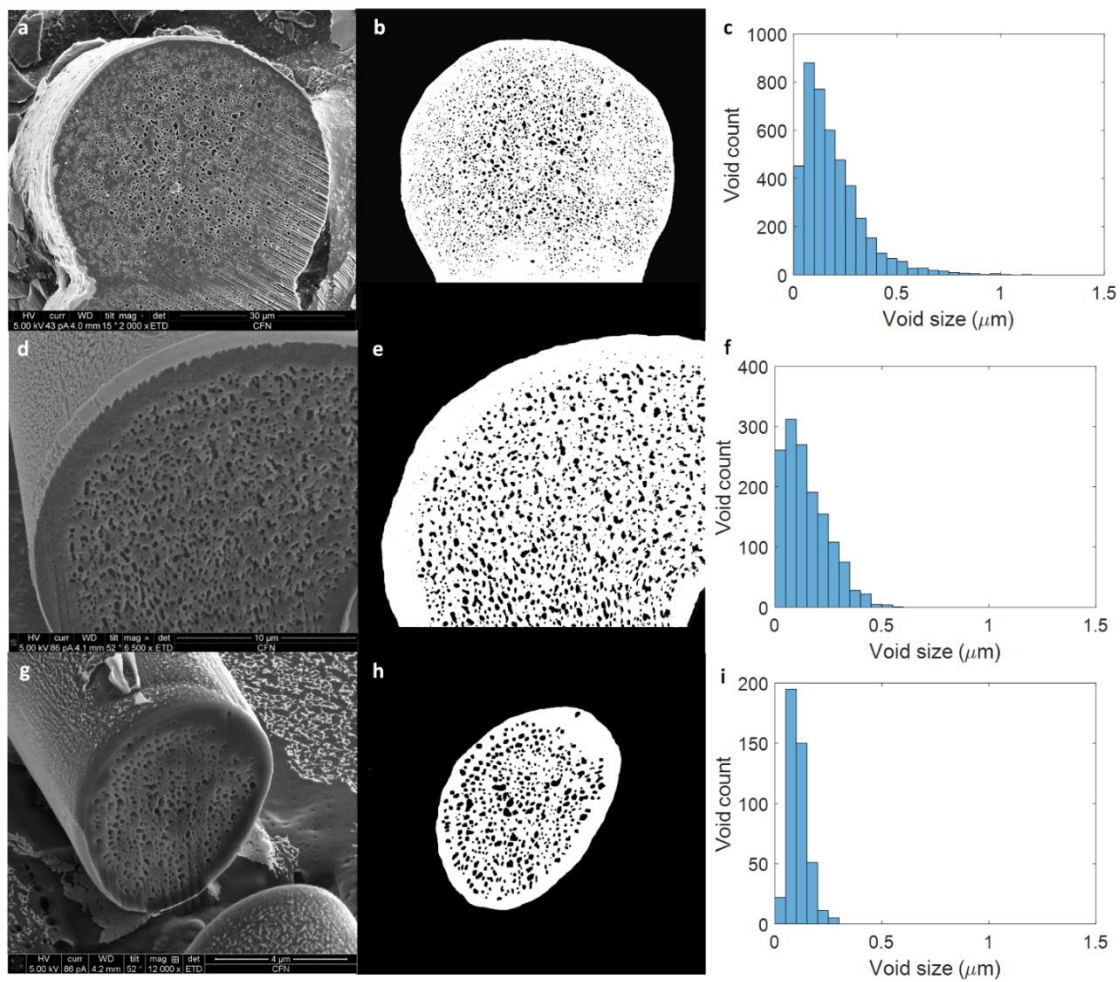 a
b
c
1000
800
600
400
200
0
Void count
0 0.5 1 1.5
Void size (μm)
HV curr WD tilt mag - det 30 μm
5.00 kV 43 pA 4.0 mm 15 ° 2 000 x ETD CFN
d
e
f
400
300
200
100
0
Void count
0 0.5 1 1.5
Void size (μm)
HV curr WD tilt mag det 10 μm
5.00 kV 86 pA 4.1 mm 52 ° 6 500 x ETD CFN
g
h
i
200
150
100
50
0
Void count
0 0.5 1 1.5
Void size (μm)
HV curr WD tilt mag ⊞ det 4 μm
5.00 kV 86 pA 4.2 mm 52 ° 12 000 x ETD CFN